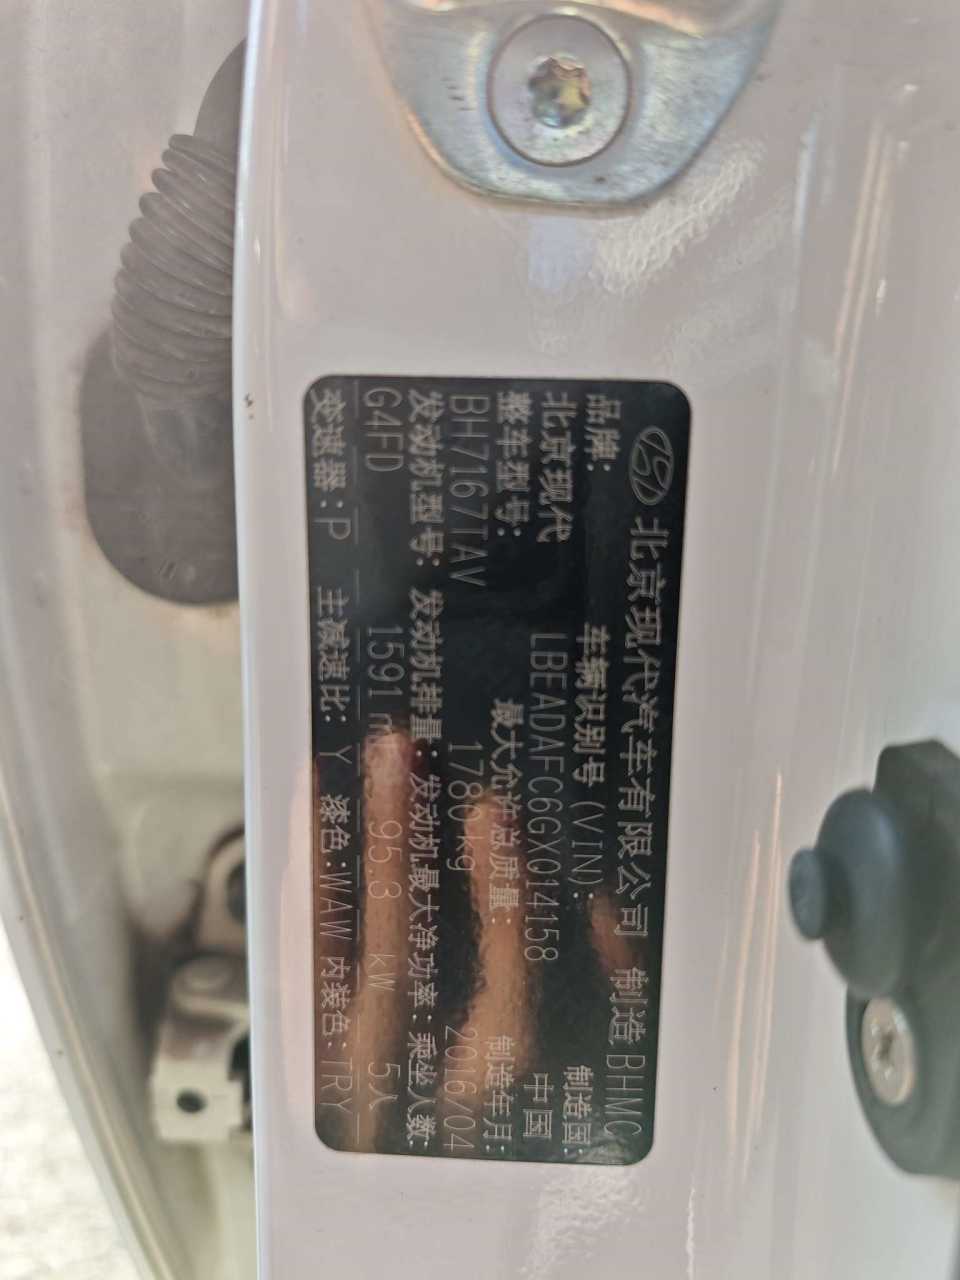 北京现代汽车有限公司 制造 BHMC
品牌: 车辆识别号(VIN): 制造国:
北京现代 LBEADAFC6GX014158 中国
整车型号: 最大允许总质量: 制造年月:
BH7167TAV 1780kg 2016/04
发动机型号: 发动机排量: 发动机最大净功率: 乘坐人数:
G4FD 1591 mL 95.3 kW 5人
变速器:P 主减速比: Y 漆色:WAW 内装色:TRY